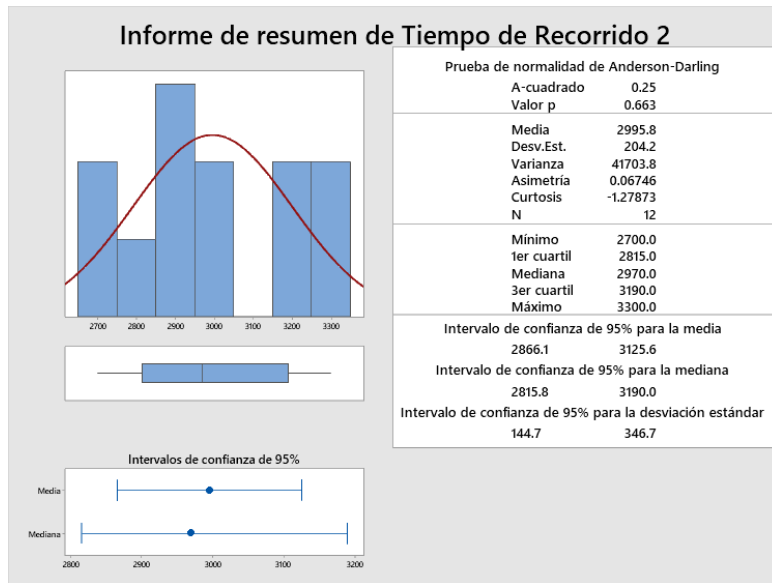 Informe de resumen de Tiempo de Recorrido 2
2700 2800 2900 3000 3100 3200 3300
Intervalos de confianza de 95%
Media
Mediana
2800 2900 3000 3100 3200
Prueba de normalidad de Anderson-Darling
A-cuadrado 0.25
Valor p 0.663
Media 2995.8
Desv.Est. 204.2
Varianza 41703.8
Asimetría 0.06746
Curtosis -1.27873
N 12
Mínimo 2700.0
1er cuartil 2815.0
Mediana 2970.0
3er cuartil 3190.0
Máximo 3300.0
Intervalo de confianza de 95% para la media
2866.1 3125.6
Intervalo de confianza de 95% para la mediana
2815.8 3190.0
Intervalo de confianza de 95% para la desviación estándar
144.7 346.7